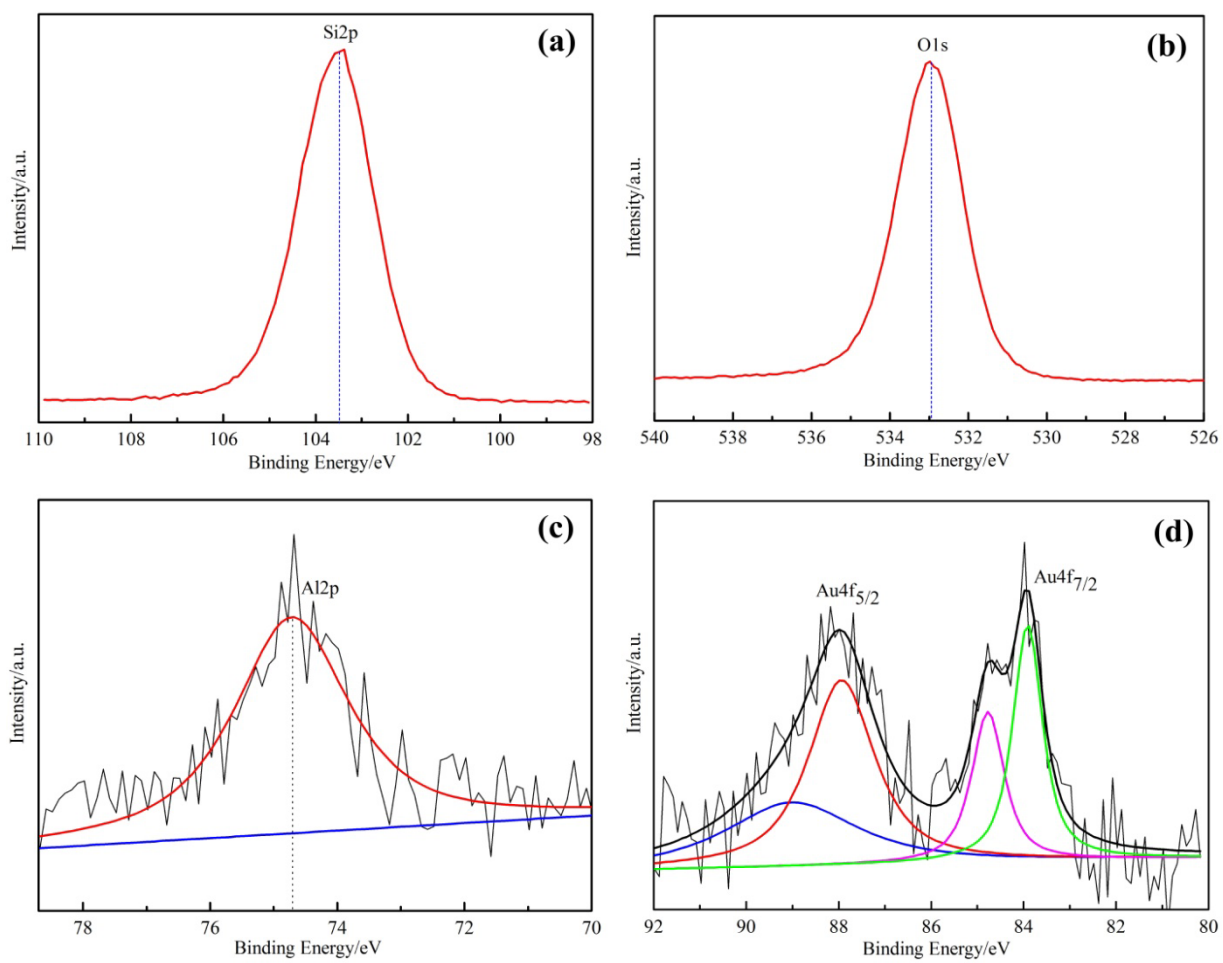 (a)
Si2p
Intensity/a.u.
110 108 106 104 103 102 100 98
Binding Energy/eV
(b)
O1s
Intensity/a.u.
540 538 536 534 533 532 530 528 526
Binding Energy/eV
(c)
Al2p
Intensity/a.u.
78 76 74 72 70
Binding Energy/eV
(d)
Au4f5/2
Au4f7/2
Intensity/a.u.
92 90 88 86 84 82 80
Binding Energy/eV